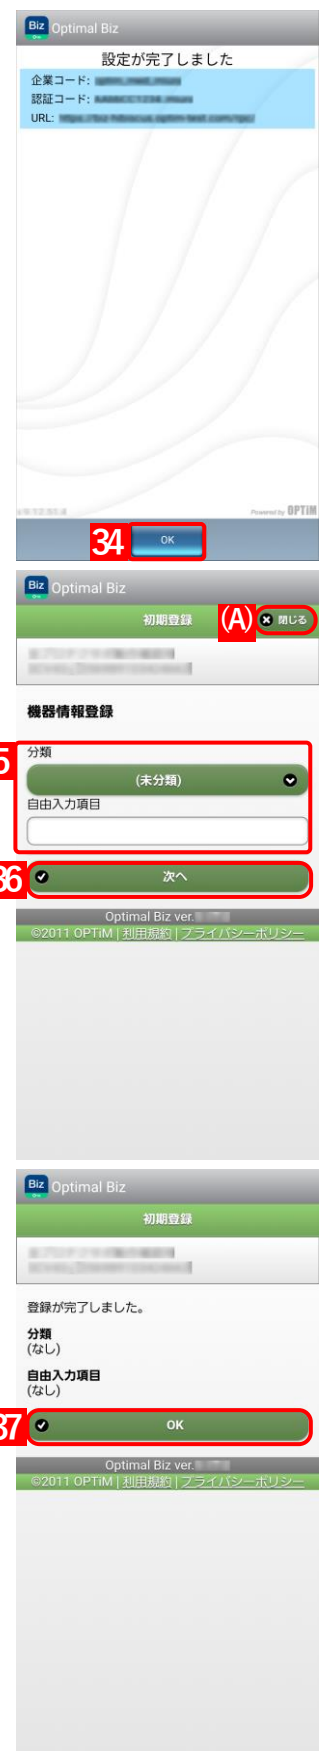 Biz Optimal Biz
設定が完了しました
企業コード:
認証コード:
URL:
Powered by OPTiM
34 OK
Biz Optimal Biz
初期登録 (A) 閉じる
機器情報登録
5 分類
(未分類)
自由入力項目
36 次へ
Optimal Biz ver.
©2011 OPTiM | 利用規約 | プライバシーポリシー
Biz Optimal Biz
初期登録
登録が完了しました。
分類
(なし)
自由入力項目
(なし)
37 OK
Optimal Biz ver.
©2011 OPTiM | 利用規約 | プライバシーポリシー